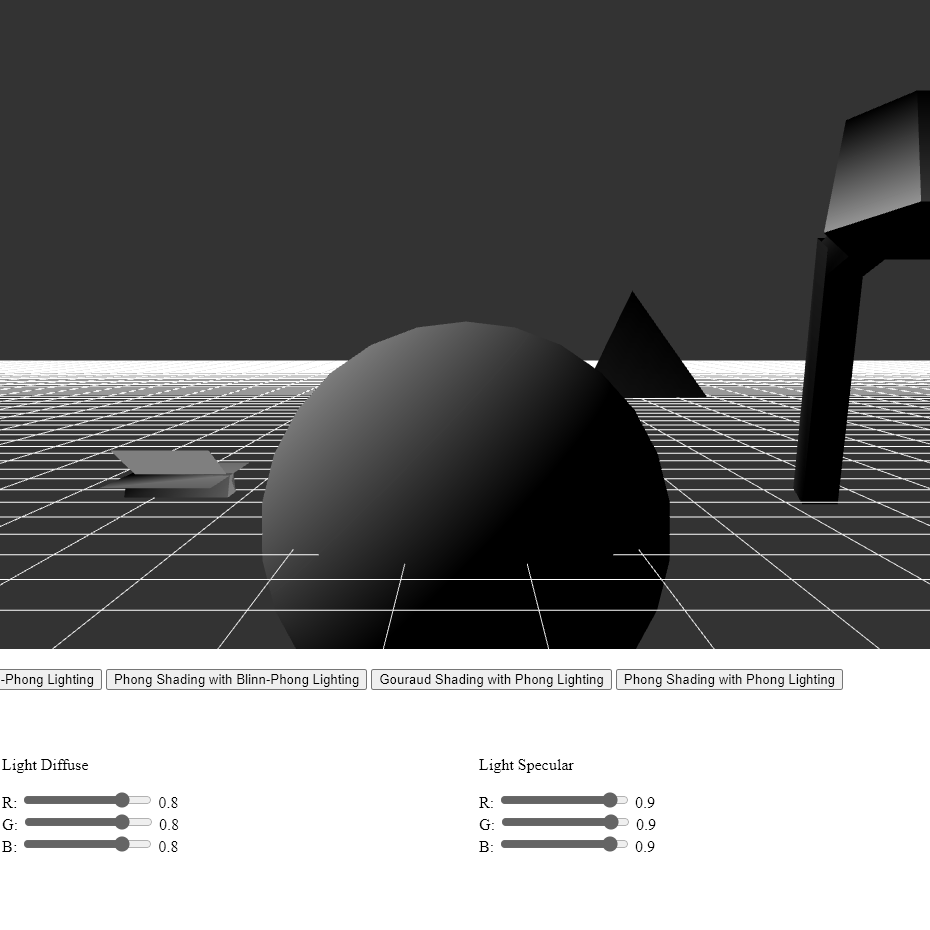 -Phong Lighting Phong Shading with Blinn-Phong Lighting Gouraud Shading with Phong Lighting Phong Shading with Phong Lighting
Light Diffuse
R: 0.8
G: 0.8
B: 0.8
Light Specular
R: 0.9
G: 0.9
B: 0.9